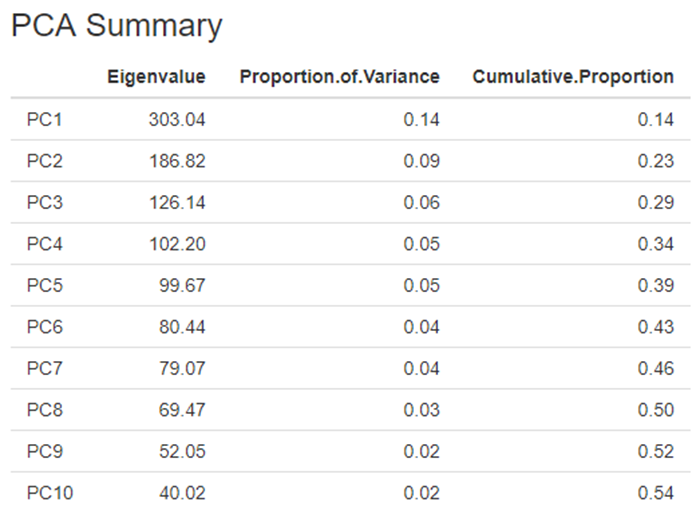 PCA Summary
Eigenvalue Proportion.of.Variance Cumulative.Proportion
PC1 303.04 0.14 0.14
PC2 186.82 0.09 0.23
PC3 126.14 0.06 0.29
PC4 102.20 0.05 0.34
PC5 99.67 0.05 0.39
PC6 80.44 0.04 0.43
PC7 79.07 0.04 0.46
PC8 69.47 0.03 0.50
PC9 52.05 0.02 0.52
PC10 40.02 0.02 0.54